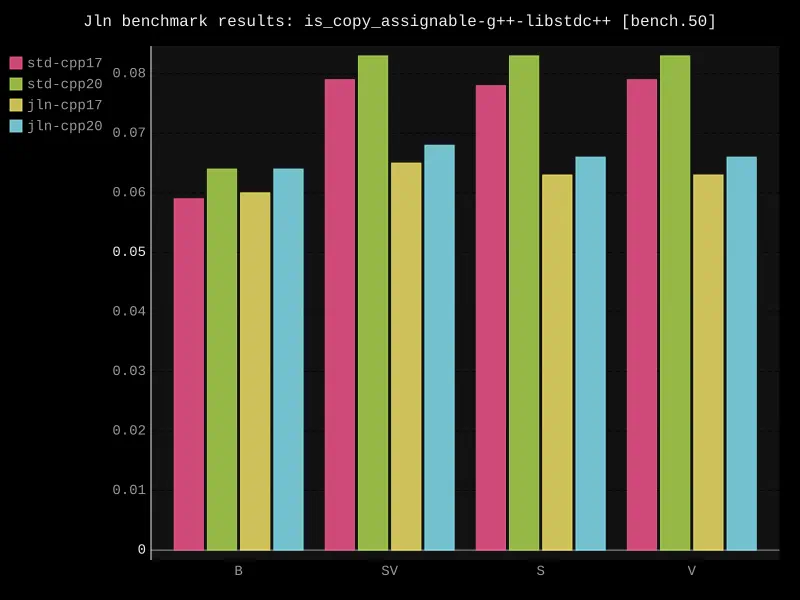 Jln benchmark results: is_copy_assignable-g++-libstdc++ [bench.50]
std-cpp17
std-cpp20
jln-cpp17
jln-cpp20
0.08
0.07
0.06
0.05
0.04
0.03
0.02
0.01
0
B SV S V